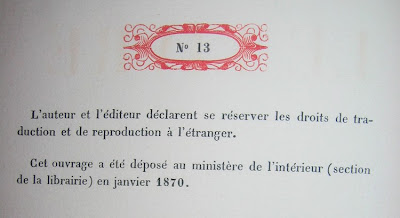 No 13
L'auteur et l'éditeur déclarent se réserver les droits de tra-
duction et de reproduction à l'étranger.
Cet ouvrage a été déposé au ministère de l'intérieur (section
de la librairie) en janvier 1870.